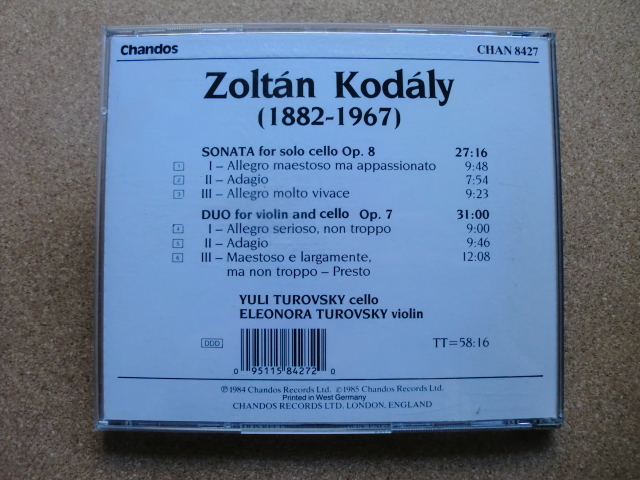 Chandos CHAN 8427
Zoltán Kodály
(1882-1967)
SONATA for solo cello Op. 8 27:16
1 I – Allegro maestoso ma appassionato 9:48
2 II – Adagio 7:54
3 III – Allegro molto vivace 9:23
DUO for violin and cello Op. 7 31:00
4 I – Allegro serioso, non troppo 9:00
5 II – Adagio 9:46
6 III – Maestoso e largamente, 12:08
ma non troppo – Presto
YULI TUROVSKY cello
ELEONORA TUROVSKY violin
DDD TT=58:16
0 95115 84272 0
℗ 1984 Chandos Records Ltd. © 1985 Chandos Records Ltd.
Printed in West Germany
CHANDOS RECORDS LTD. LONDON, ENGLAND